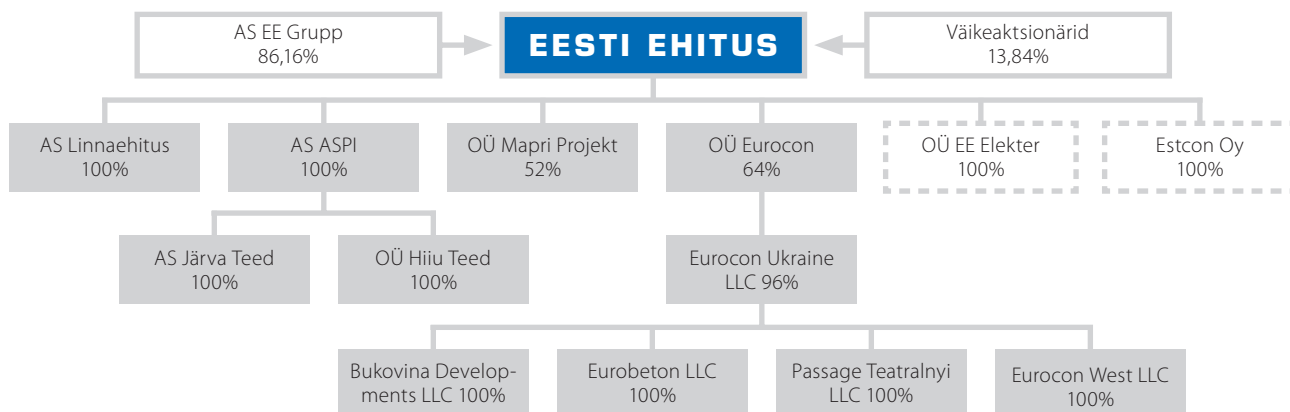 AS EE Grupp
86,16%
EESTI EHITUS
Väikeaktsionärid
13,84%
AS Linnaehitus
100%
AS ASPI
100%
OÜ Mapri Projekt
52%
OÜ Eurocon
64%
OÜ EE Elekter
100%
Estcon Oy
100%
AS Järva Teed
100%
OÜ Hiiu Teed
100%
Eurocon Ukraine
LLC 96%
Bukovina Develop-
ments LLC 100%
Eurobeton LLC
100%
Passage Teatralnyi
LLC 100%
Eurocon West LLC
100%